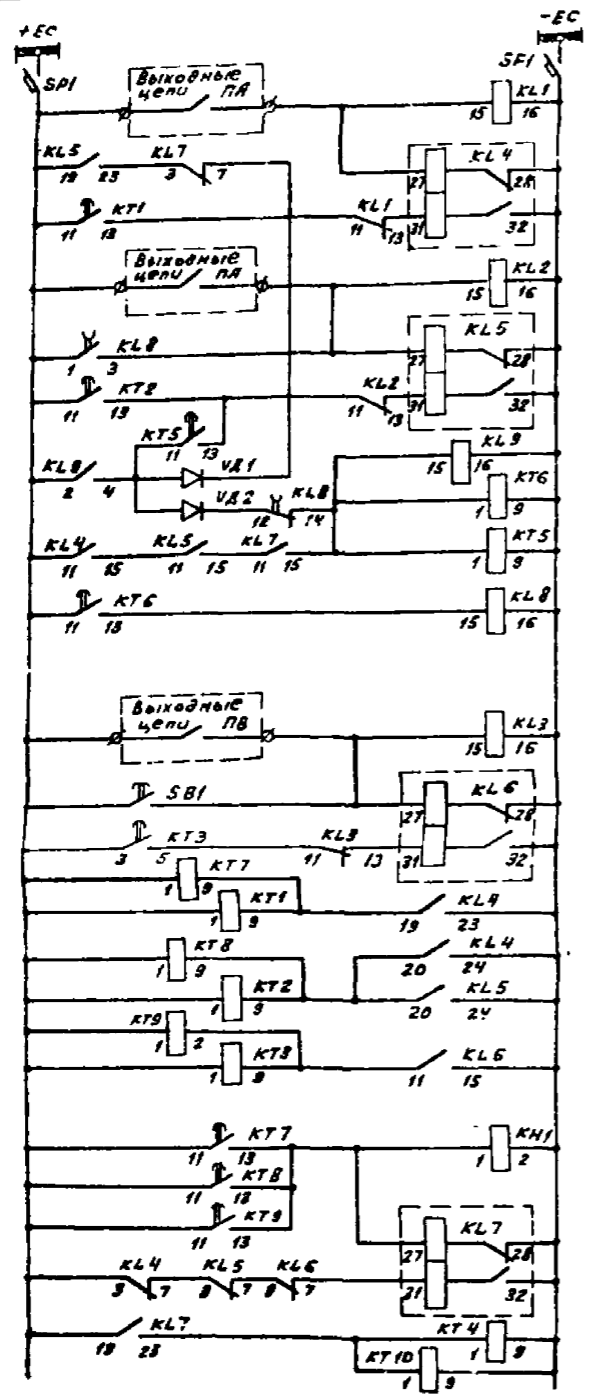 +EC −EC
SF1 SF1
Выходные
цепи ПА
KL1
15 16
KL5 KL7 KL4
19 23 3 7 27 28
KT1 KL1
11 13 11 13 31 32
Выходные
цепи ПА
KL2
15 16
KL8 KL5
1 3 27 28
KT2 KL2
11 13 11 13 31 32
KT5 KL9
11 13 15 16
KL8 VД1 KT6
2 4 1 9
VД2 KL8
12 14
KL4 KL5 KL7 KT5
11 15 11 15 11 15 1 9
KT6 KL8
11 13 15 16
Выходные
цепи ПВ
KL3
15 16
SB1 KL6
27 28
KT3 KL3
3 5 11 13 31 32
KT7
1 9
KT1 KL4
1 9 19 23
KT8 KL4
1 9 20 24
KT2 KL5
1 9 20 24
KT9
1 2
KT3 KL6
1 9 11 15
KT7 KH1
11 13 1 2
KT8
11 13
KT9 KL7
11 13 27 28
KL4 KL5 KL6
9 7 9 7 9 7 31 32
KL7 KT4
19 23 1 9
KT10
1 9